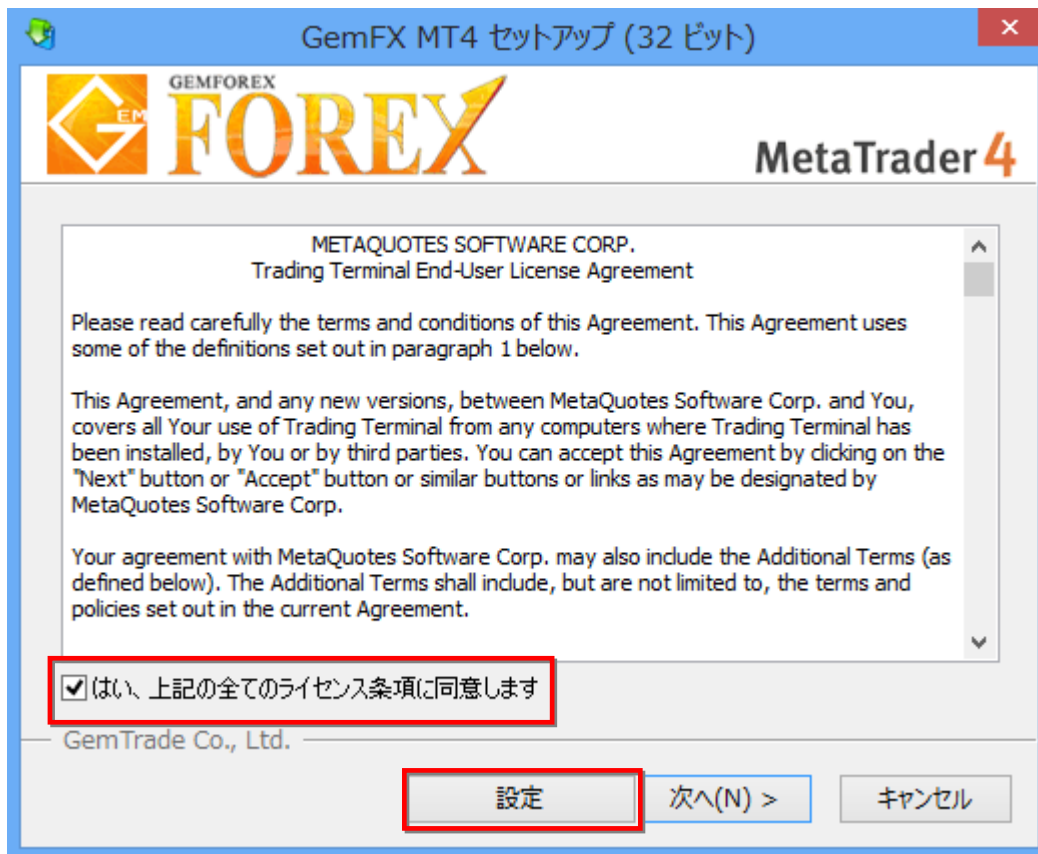 GemFX MT4 セットアップ (32 ビット)
GEM
GEMFOREX
FOREX
MetaTrader 4
METAQUOTES SOFTWARE CORP.
Trading Terminal End-User License Agreement
Please read carefully the terms and conditions of this Agreement. This Agreement uses
some of the definitions set out in paragraph 1 below.
This Agreement, and any new versions, between MetaQuotes Software Corp. and You,
covers all Your use of Trading Terminal from any computers where Trading Terminal has
been installed, by You or by third parties. You can accept this Agreement by clicking on the
"Next" button or "Accept" button or similar buttons or links as may be designated by
MetaQuotes Software Corp.
Your agreement with MetaQuotes Software Corp. may also include the Additional Terms (as
defined below). The Additional Terms shall include, but are not limited to, the terms and
policies set out in the current Agreement.
はい、上記の全てのライセンス条項に同意します
GemTrade Co., Ltd.
設定
次へ(N) >
キャンセル